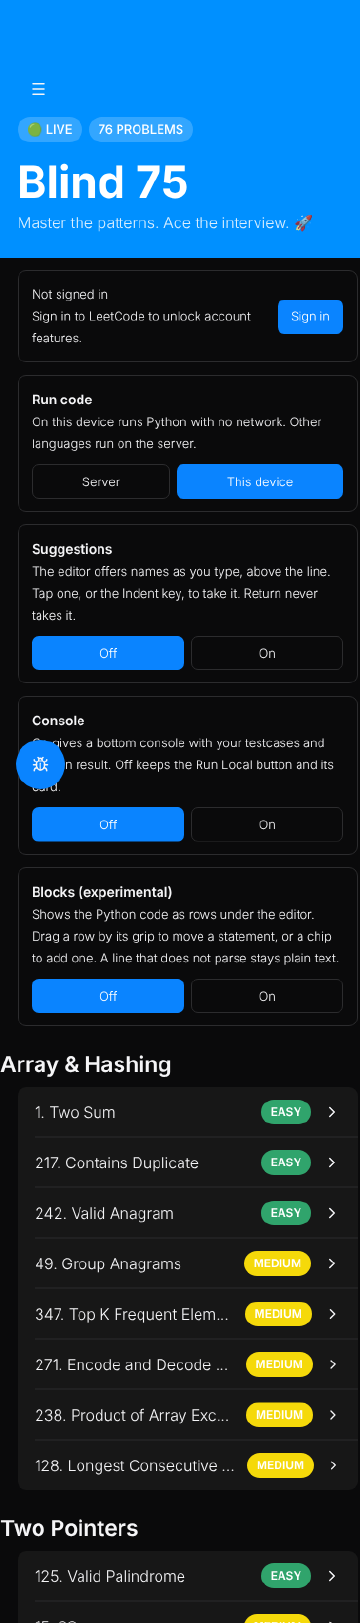 ☰
🟢 LIVE
76 PROBLEMS
Blind 75
Master the patterns. Ace the interview. 🚀
Not signed in
Sign in to LeetCode to unlock account
features.
Sign in
Run code
On this device runs Python with no network. Other
languages run on the server.
Server
This device
Suggestions
The editor offers names as you type, above the line.
Tap one, or the Indent key, to take it. Return never
takes it.
Off
On
Console
gives a bottom console with your testcases and
result. Off keeps the Run Local button and its
card.
Off
On
Blocks (experimental)
Shows the Python code as rows under the editor.
Drag a row by its grip to move a statement, or a chip
to add one. A line that does not parse stays plain text.
Off
On
Array & Hashing
1. Two Sum
EASY
217. Contains Duplicate
EASY
242. Valid Anagram
EASY
49. Group Anagrams
MEDIUM
347. Top K Frequent Elem...
MEDIUM
271. Encode and Decode ...
MEDIUM
238. Product of Array Exc...
MEDIUM
128. Longest Consecutive ...
MEDIUM
Two Pointers
125. Valid Palindrome
EASY